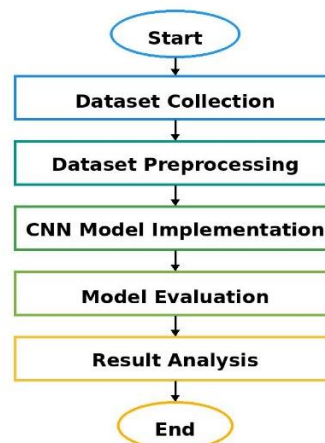 Start
Dataset Collection
Dataset Preprocessing
CNN Model Implementation
Model Evaluation
Result Analysis
End